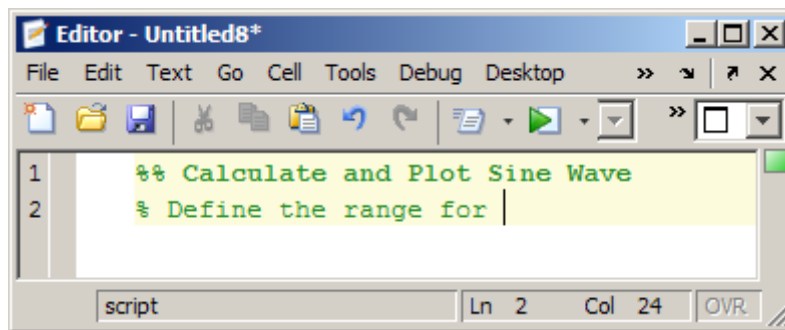 Editor - Untitled8*
File Edit Text Go Cell Tools Debug Desktop »
»
1 %% Calculate and Plot Sine Wave
2 % Define the range for
script Ln 2 Col 24 OVR